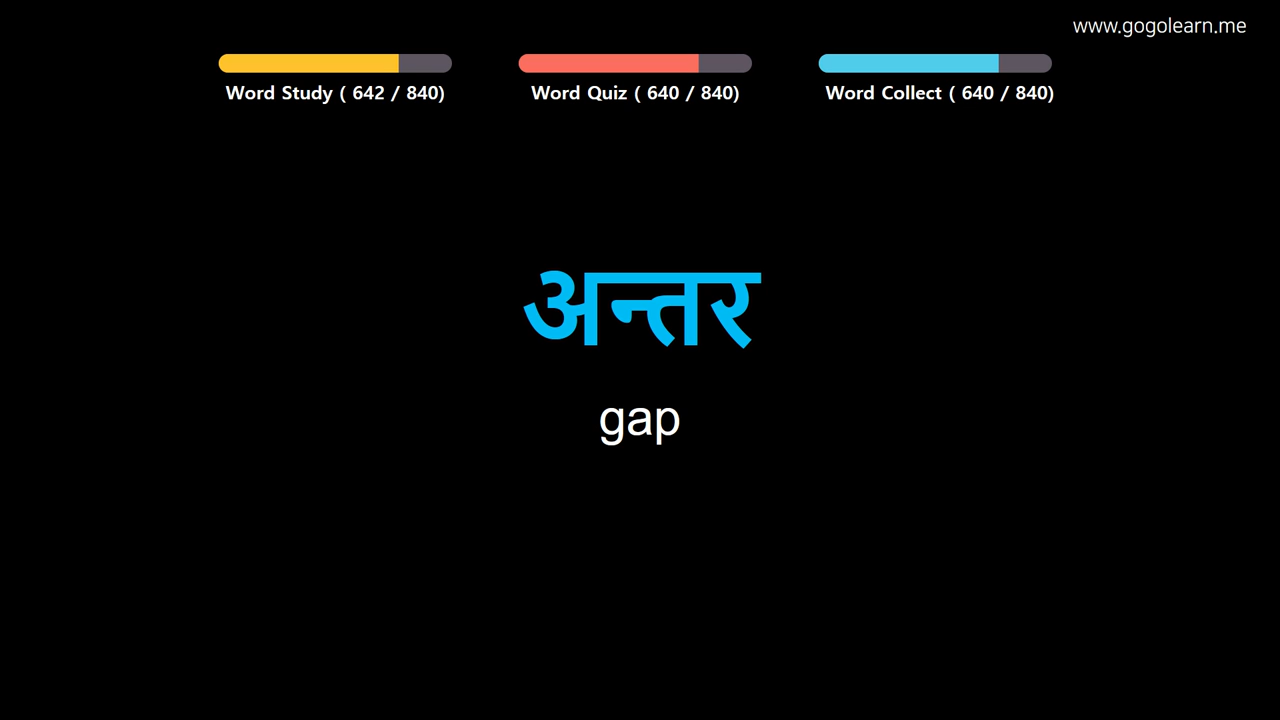 www.gogolearn.me
Word Study ( 642 / 840)
Word Quiz ( 640 / 840)
Word Collect ( 640 / 840)
अन्तर
gap